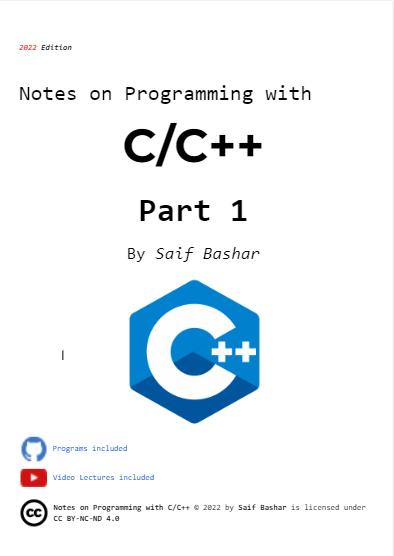 2022 Edition
Notes on Programming with
C/C++
Part 1
By Saif Bashar
C++
Programs included
Video Lectures included
cc
Notes on Programming with C/C++ © 2022 by Saif Bashar is licensed under
CC BY-NC-ND 4.0